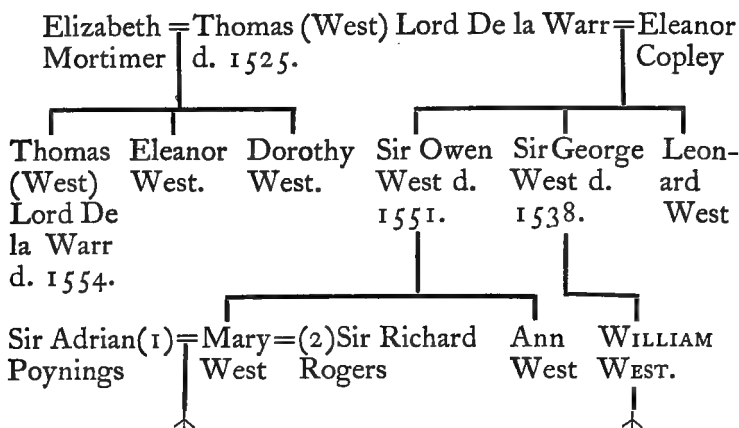 Elizabeth = Thomas (West) Lord De la Warr = Eleanor
Mortimer d. 1525. Copley
Thomas Eleanor Dorothy Sir Owen Sir George Leon-
(West) West. West. West d. West d. ard
Lord De 1551. 1538. West
la Warr
d. 1554.
Sir Adrian (1) = Mary = (2) Sir Richard Ann WILLIAM
Poynings West Rogers West WEST.